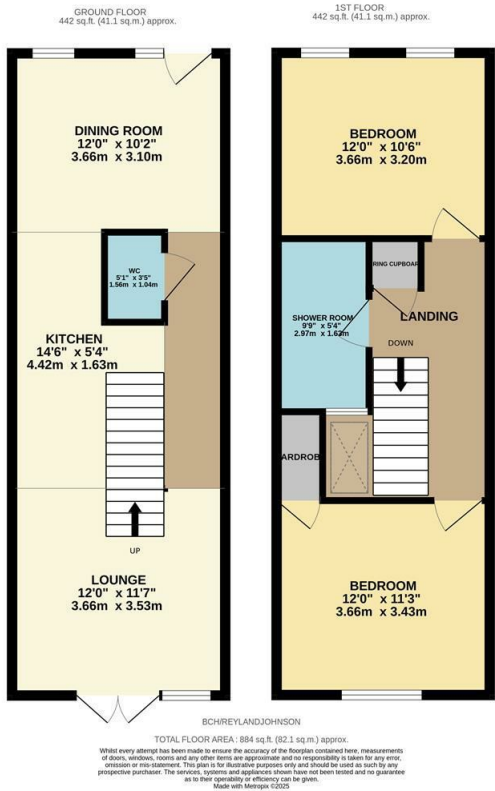 GROUND FLOOR
442 sq.ft. (41.1 sq.m.) approx.
DINING ROOM
12'0" x 10'2"
3.66m x 3.10m
WC
5'1" x 3'5"
1.56m x 1.04m
KITCHEN
14'6" x 5'4"
4.42m x 1.63m
UP
LOUNGE
12'0" x 11'7"
3.66m x 3.53m
1ST FLOOR
442 sq.ft. (41.1 sq.m.) approx.
BEDROOM
12'0" x 10'6"
3.66m x 3.20m
RING CUPBOAR
SHOWER ROOM
9'9" x 5'4"
2.97m x 1.63m
LANDING
DOWN
ARDROB
BEDROOM
12'0" x 11'3"
3.66m x 3.43m
BCH/REYLANDJOHNSON
TOTAL FLOOR AREA : 884 sq.ft. (82.1 sq.m.) approx.
Whilst every attempt has been made to ensure the accuracy of the floorplan contained here, measurements
of doors, windows, rooms and any other items are approximate and no responsibility is taken for any error,
omission or mis-statement. This plan is for illustrative purposes only and should be used as such by any
prospective purchaser. The services, systems and appliances shown have not been tested and no guarantee
as to their operability or efficiency can be given.
Made with Metropix ©2025